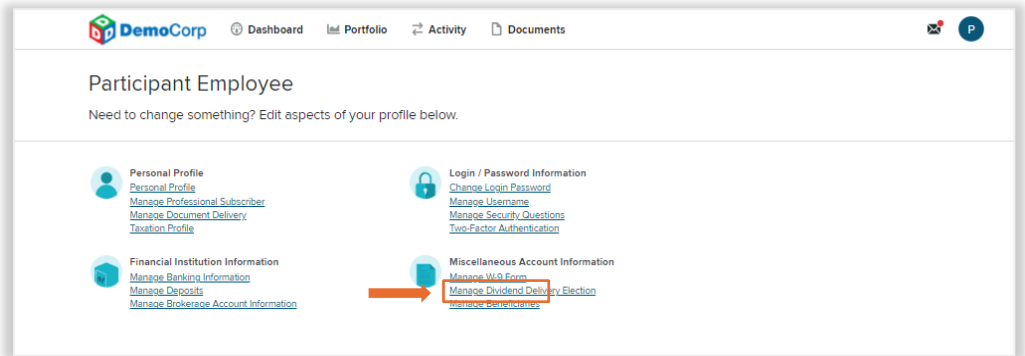 DemoCorp Dashboard Portfolio Activity Documents P
Participant Employee
Need to change something? Edit aspects of your profile below.
Personal Profile
Personal Profile
Manage Professional Subscriber
Manage Document Delivery
Taxation Profile
Login / Password Information
Change Login Password
Manage Username
Manage Security Questions
Two-Factor Authentication
Financial Institution Information
Manage Banking Information
Manage Deposits
Manage Brokerage Account Information
Miscellaneous Account Information
Manage W-9 Form
Manage Dividend Delivery Election
Manage Beneficiaries